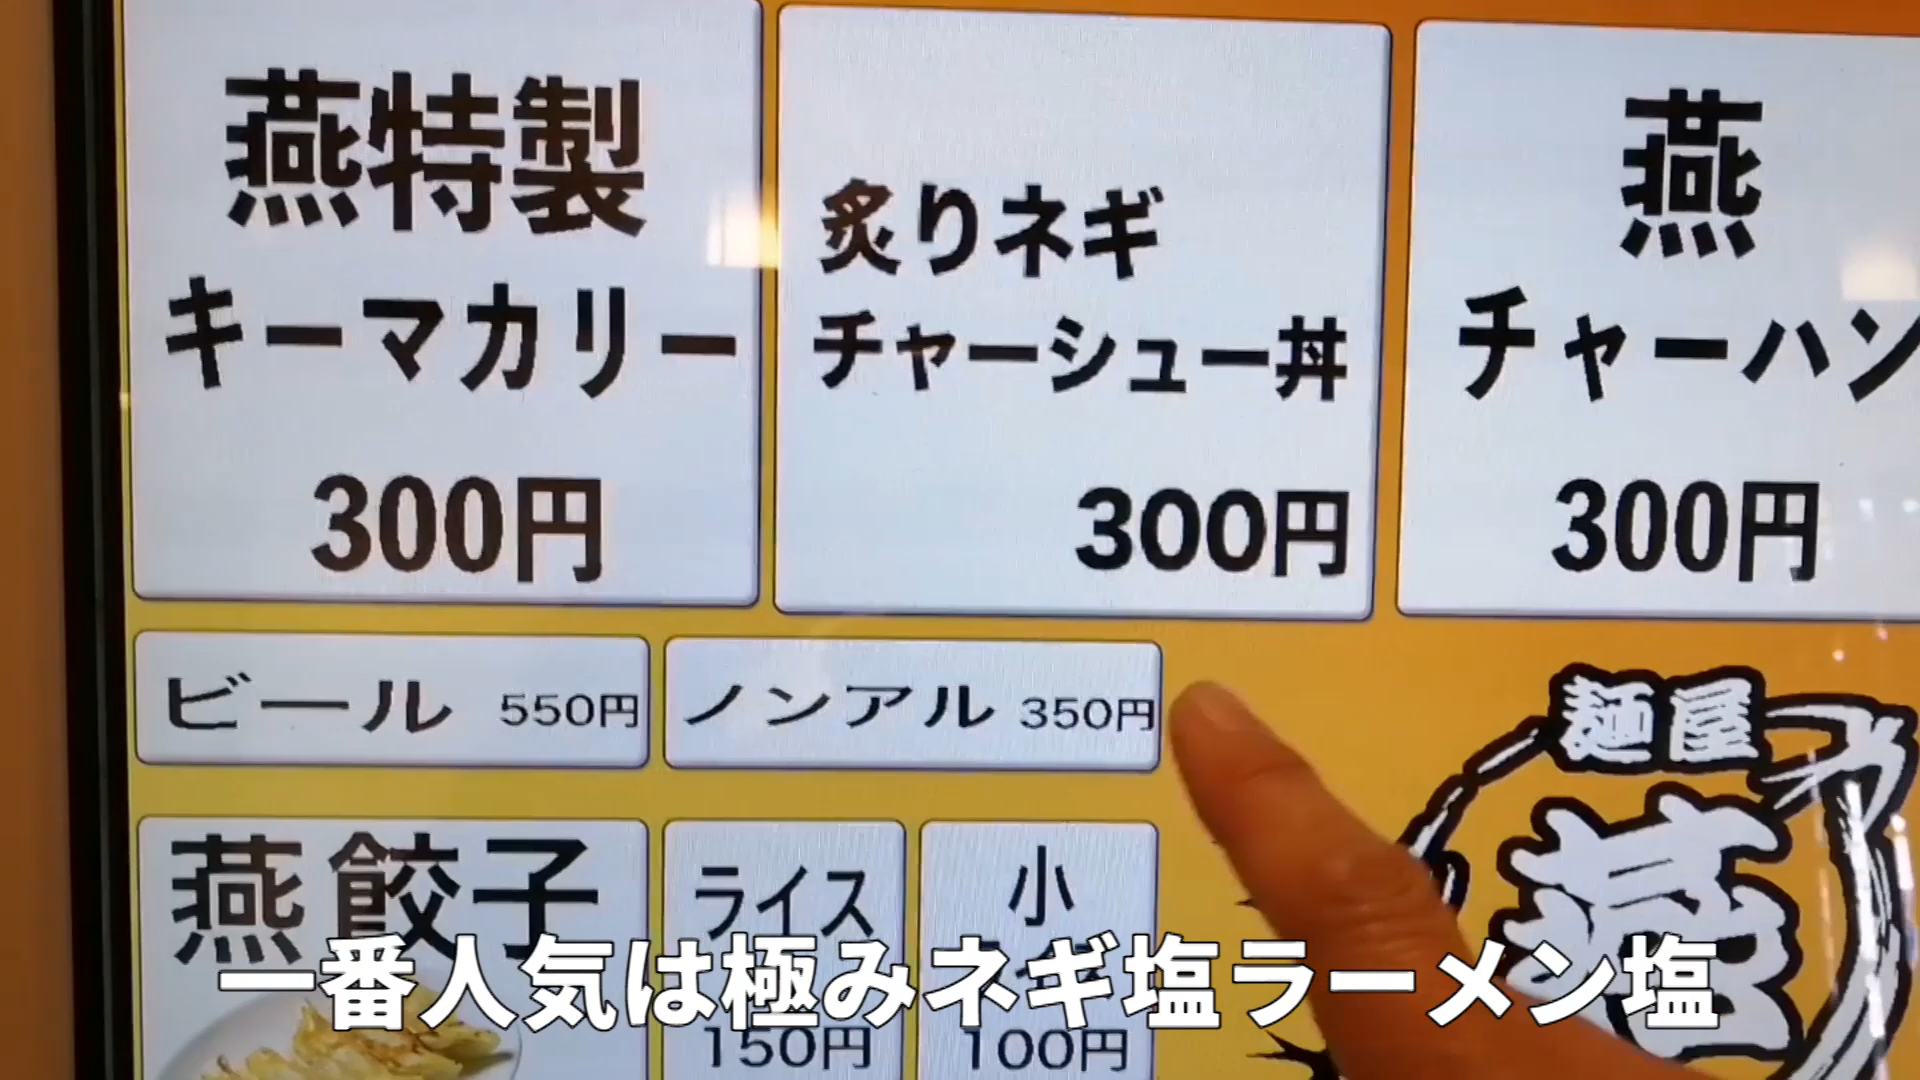 燕特製
キーマカリー
300円
炙りネギ
チャーシュー丼
300円
燕
チャーハン
300円
ビール 550円
ノンアル 350円
麺屋
燕
燕餃子
ライス
150円
小
100円
一番人気は極みネギ塩ラーメン塩